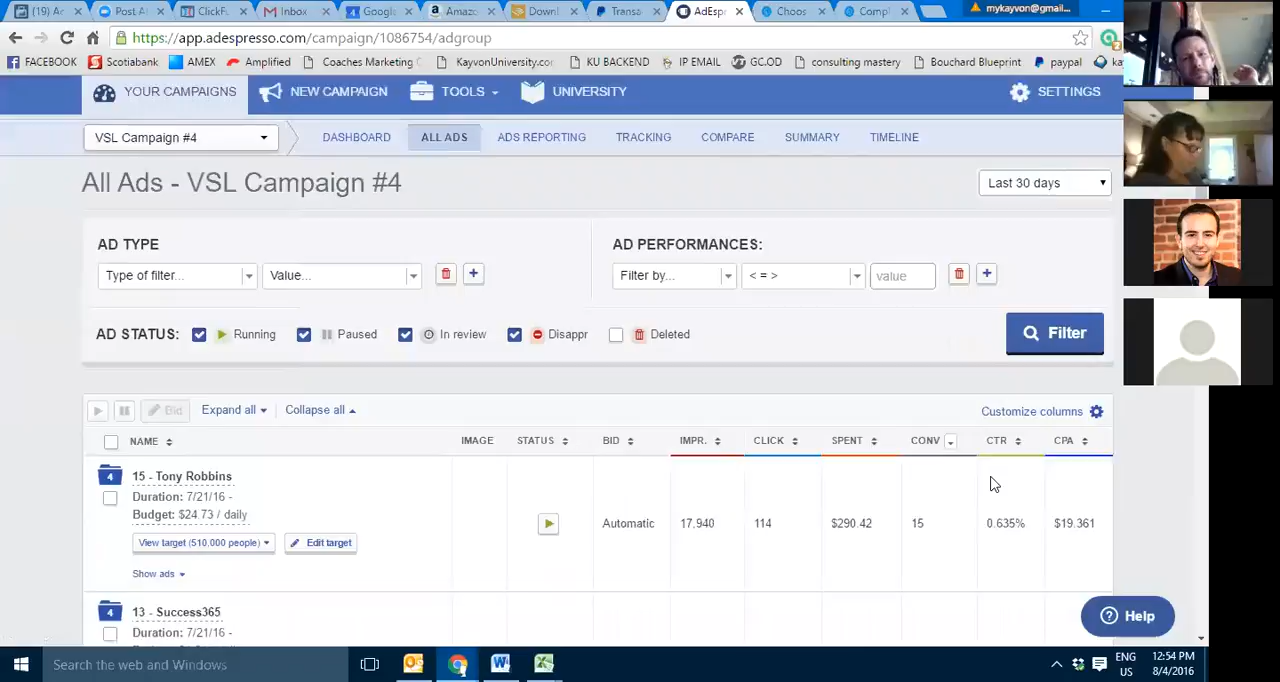 (19) Ac
Post A
ClickFu
Inbox
Google
Amazo
Downl
Transa
AdEspr
Choos
Compl
mykayvon@gmail...
https://app.adespresso.com/campaign/1086754/adgroup
FACEBOOK
Scotiabank
AMEX
Amplified
Coaches Marketing
KayvonUniversity.co
KU BACKEND
IP EMAIL
GC.OD
consulting mastery
Bouchard Blueprint
paypal
YOUR CAMPAIGNS
NEW CAMPAIGN
TOOLS
UNIVERSITY
SETTINGS
VSL Campaign #4
DASHBOARD
ALL ADS
ADS REPORTING
TRACKING
COMPARE
SUMMARY
TIMELINE
All Ads - VSL Campaign #4
Last 30 days
AD TYPE
AD PERFORMANCES:
Type of filter...
Value...
Filter by...
< = >
value
AD STATUS:
Running
Paused
In review
Disappr
Deleted
Filter
Bid
Expand all
Collapse all
Customize columns
NAME
IMAGE
STATUS
BID
IMPR.
CLICK
SPENT
CONV
CTR
CPA
4
15 - Tony Robbins
Duration: 7/21/16 -
Budget: $24.73 / daily
Automatic
17.940
114
$290.42
15
0.635%
$19.361
View target (510,000 people)
Edit target
Show ads
4
13 - Success365
Duration: 7/21/16 -
Help
Search the web and Windows
ENG
US
12:54 PM
8/4/2016